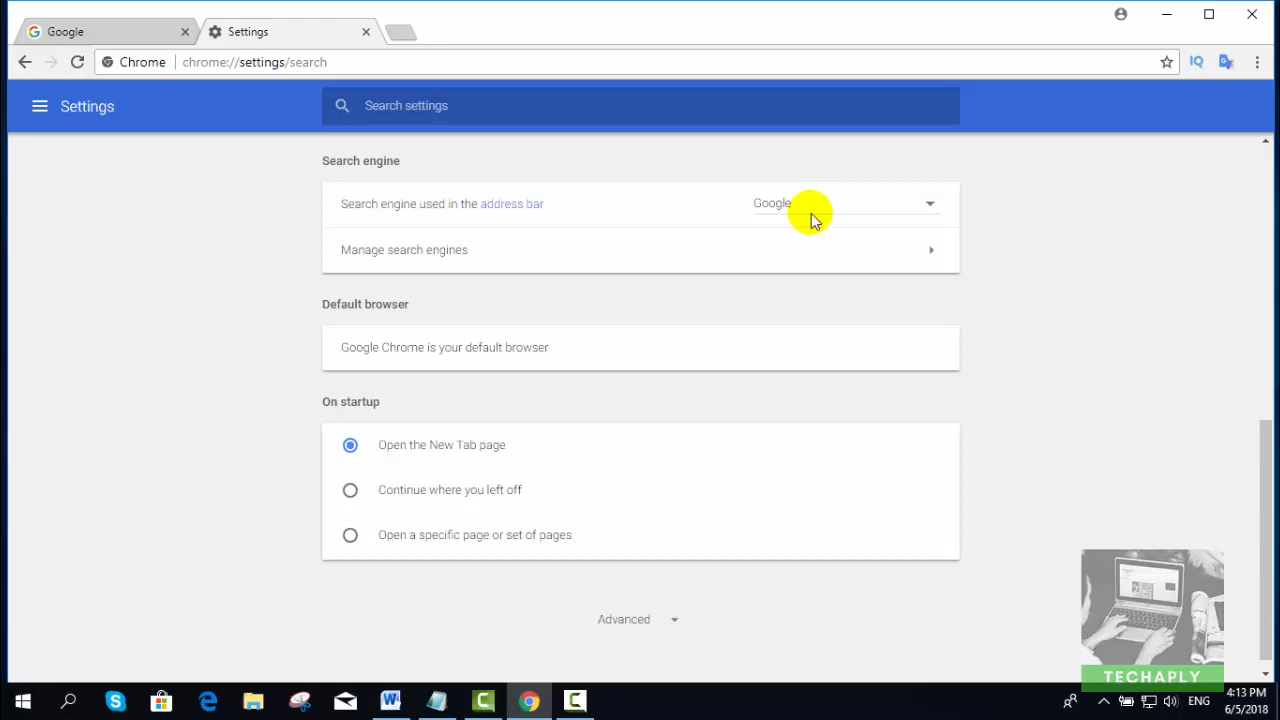 Google
Settings
Chrome
chrome://settings/search
IQ
Settings
Search settings
Search engine
Search engine used in the address bar
Google
Manage search engines
Default browser
Google Chrome is your default browser
On startup
Open the New Tab page
Continue where you left off
Open a specific page or set of pages
Advanced
TECHAPLY
ENG
4:13 PM
6/5/2018